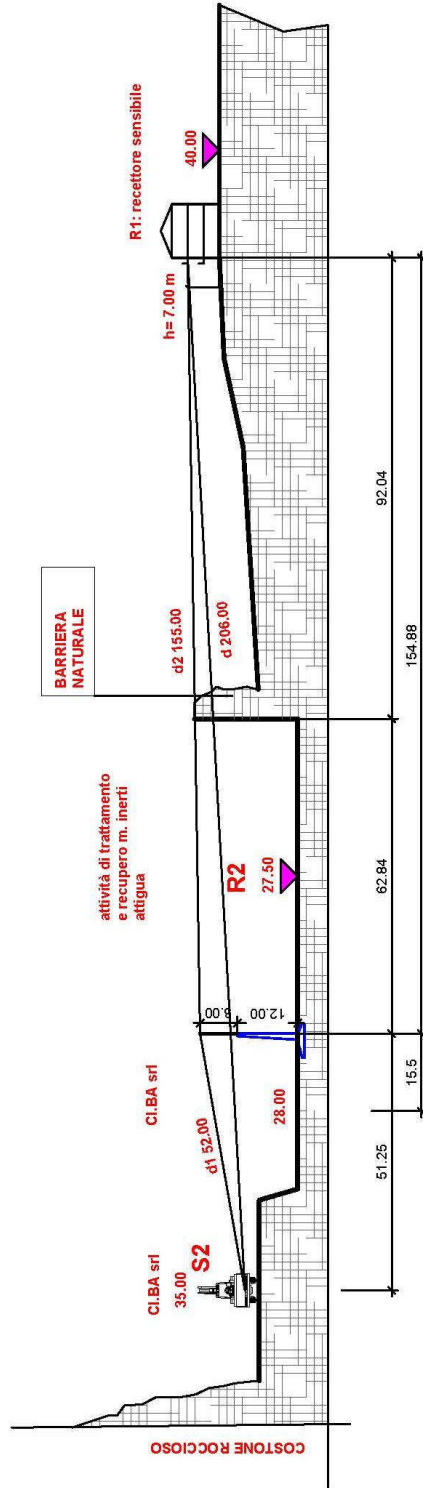 COSTONE ROCCIOSO
CI.BA srl
35.00
S2
d1 52.00
CI.BA srl
28.00
8.00
12.00
attività di trattamento
e recupero m. inerti
attigua
R2
27.50
BARRIERA
NATURALE
d2 155.00
d 206.00
h= 7.00 m
R1: recettore sensibile
40.00
51.25
15.5
62.84
154.88
92.04